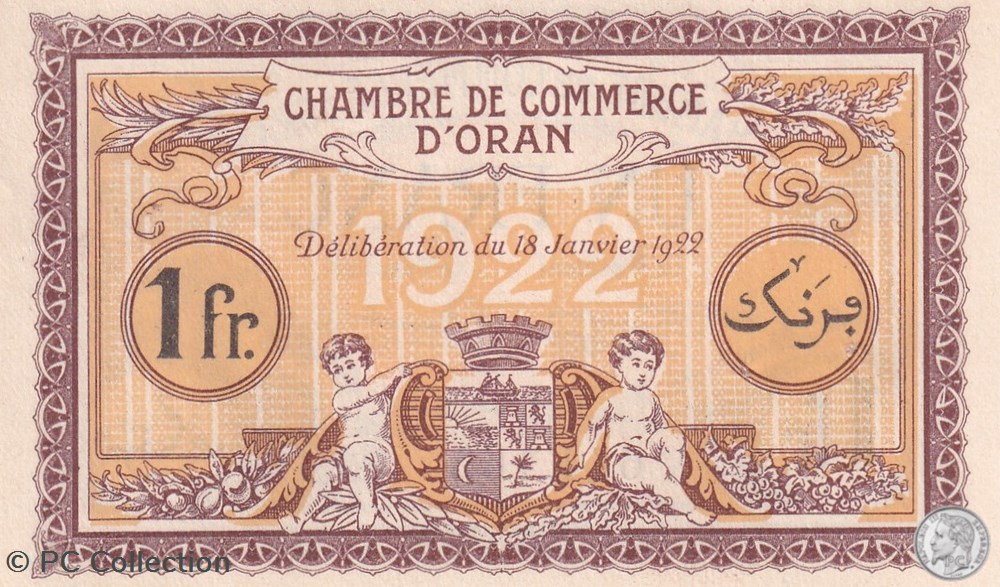 CHAMBRE DE COMMERCE
D'ORAN
1922
Délibération du 18 Janvier 1922
1 fr.
فرنك
© PC Collection